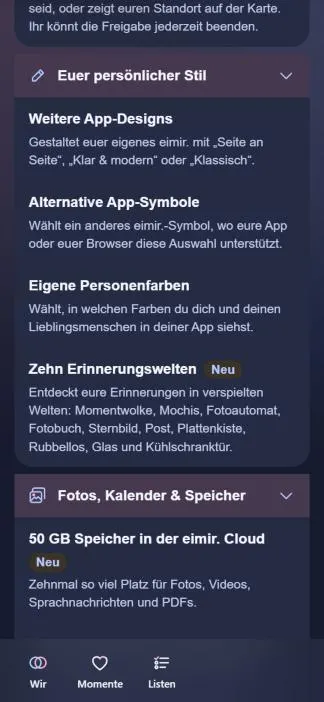 seid, oder zeigt euren Standort auf der Karte.
Ihr könnt die Freigabe jederzeit beenden.
Euer persönlicher Stil
Weitere App-Designs
Gestaltet euer eigenes eimir. mit „Seite an
Seite“, „Klar & modern“ oder „Klassisch“.
Alternative App-Symbole
Wählt ein anderes eimir.-Symbol, wo eure App
oder euer Browser diese Auswahl unterstützt.
Eigene Personenfarben
Wählt, in welchen Farben du dich und deinen
Lieblingsmenschen in deiner App siehst.
Zehn Erinnerungswelten Neu
Entdeckt eure Erinnerungen in verspielten
Welten: Momentwolke, Mochis, Fotoautomat,
Fotobuch, Sternbild, Post, Plattenkiste,
Rubbellos, Glas und Kühlschranktür.
Fotos, Kalender & Speicher
50 GB Speicher in der eimir. Cloud
Neu
Zehnmal so viel Platz für Fotos, Videos,
Sprachnachrichten und PDFs.
Wir Momente Listen